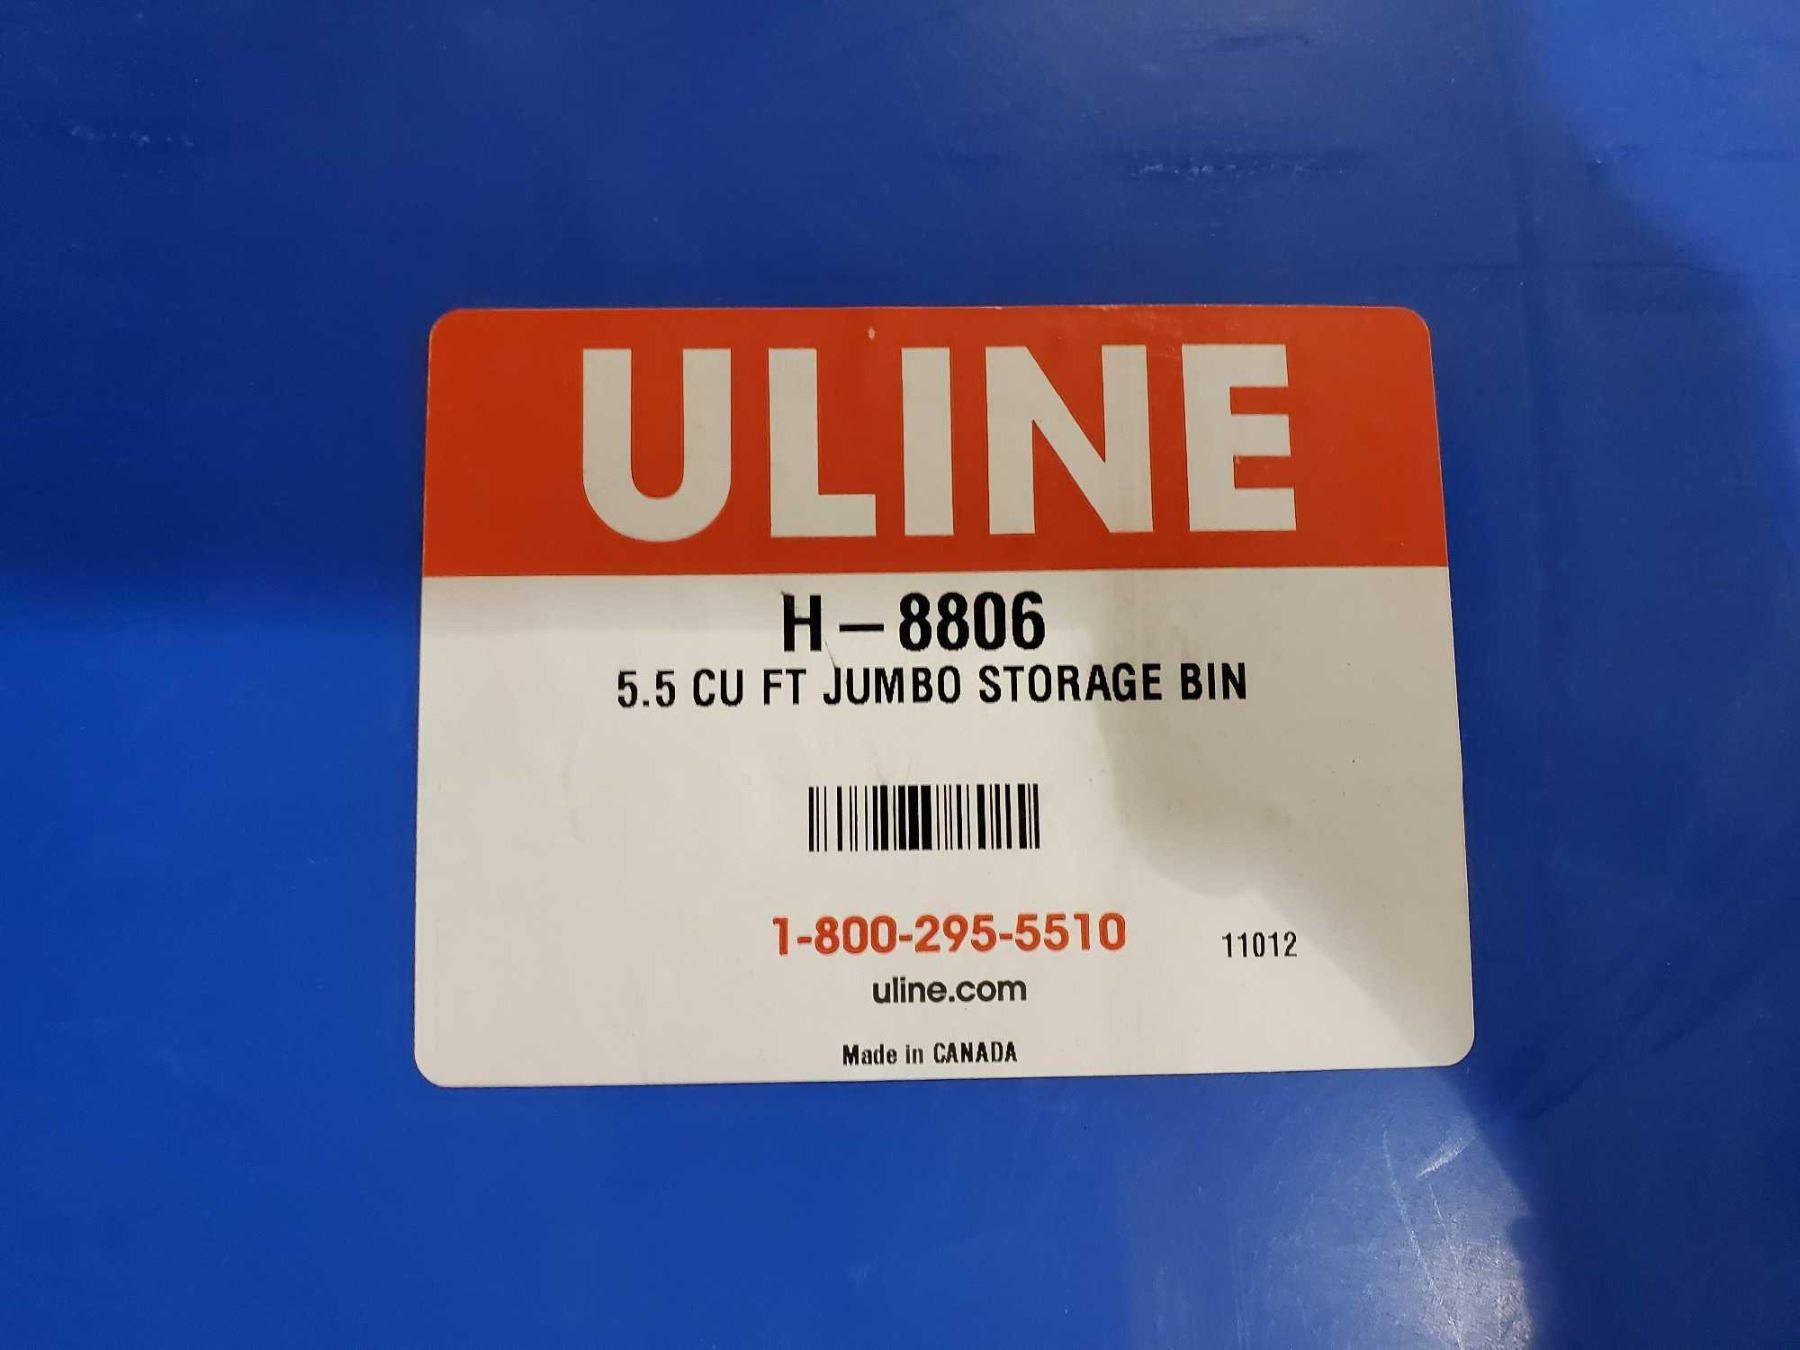 ULINE
H-8806
5.5 CU FT JUMBO STORAGE BIN
1-800-295-5510
11012
uline.com
Made in CANADA